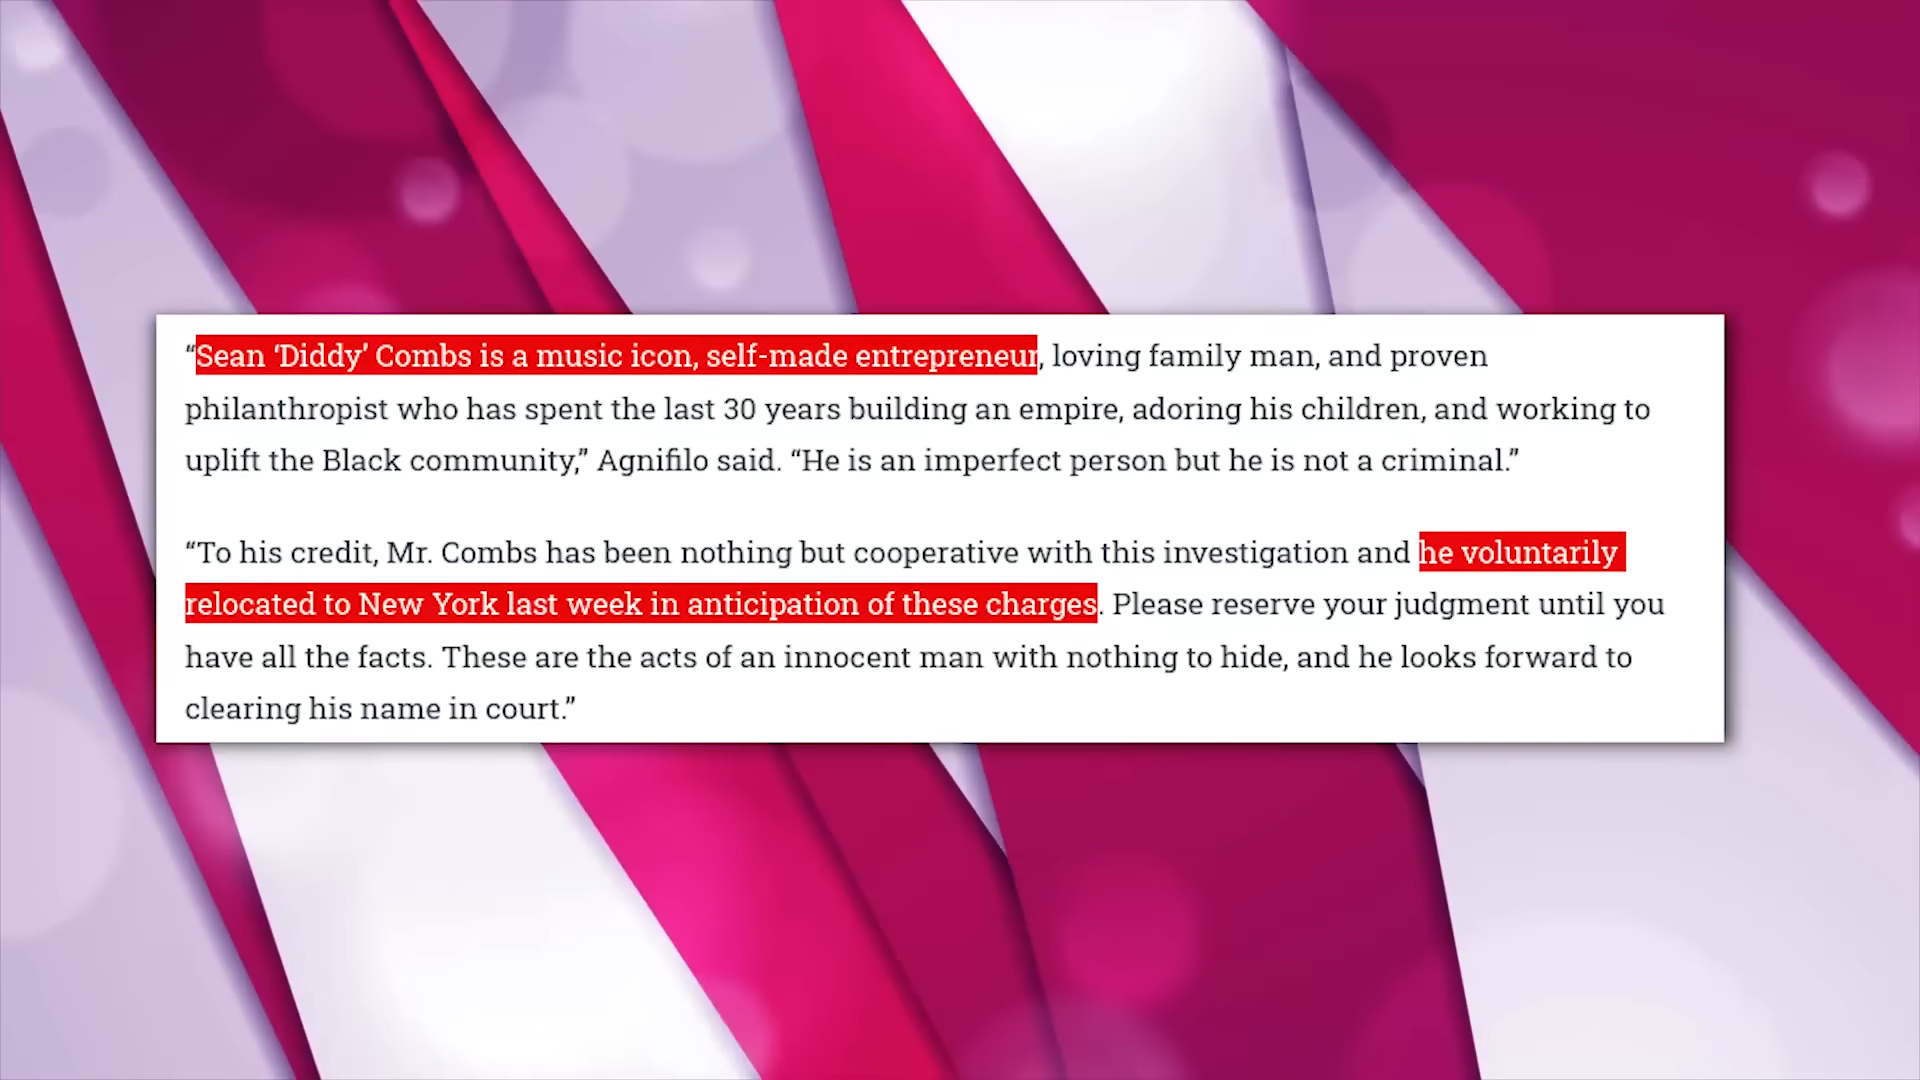 “Sean ‘Diddy’ Combs is a music icon, self-made entrepreneur, loving family man, and proven
philanthropist who has spent the last 30 years building an empire, adoring his children, and working to
uplift the Black community,” Agnifilo said. “He is an imperfect person but he is not a criminal.”
“To his credit, Mr. Combs has been nothing but cooperative with this investigation and he voluntarily
relocated to New York last week in anticipation of these charges. Please reserve your judgment until you
have all the facts. These are the acts of an innocent man with nothing to hide, and he looks forward to
clearing his name in court.”